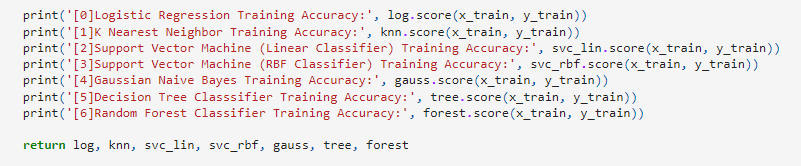 print('[0]Logistic Regression Training Accuracy:', log.score(x_train, y_train))
print('[1]K Nearest Neighbor Training Accuracy:', knn.score(x_train, y_train))
print('[2]Support Vector Machine (Linear Classifier) Training Accuracy:', svc_lin.score(x_train, y_train))
print('[3]Support Vector Machine (RBF Classifier) Training Accuracy:', svc_rbf.score(x_train, y_train))
print('[4]Gaussian Naive Bayes Training Accuracy:', gauss.score(x_train, y_train))
print('[5]Decision Tree Classsifier Training Accuracy:', tree.score(x_train, y_train))
print('[6]Random Forest Classifier Training Accuracy:', forest.score(x_train, y_train))
return log, knn, svc_lin, svc_rbf, gauss, tree, forest